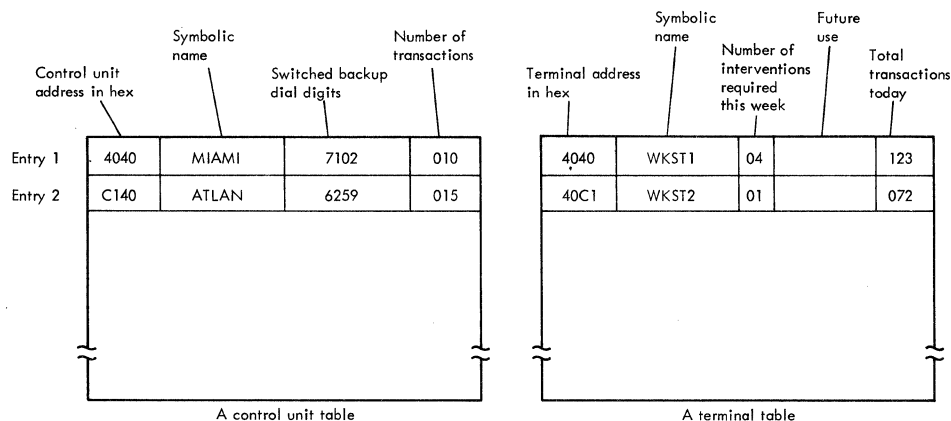 Control unit
address in hex
Symbolic
name
Switched backup
dial digits
Number of
transactions
Entry 1 4040 MIAMI 7102 010
Entry 2 C140 ATLAN 6259 015
A control unit table
Terminal address
in hex
Symbolic
name
Number of
interventions
required
this week
Future
use
Total
transactions
today
4040 WKST1 04 123
40C1 WKST2 01 072
A terminal table